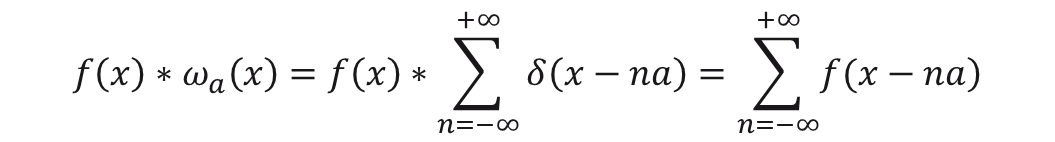 f(x) * ω_a(x) = f(x) * ∑_{n=−∞}^{+∞} δ(x − na) = ∑_{n=−∞}^{+∞} f(x − na)